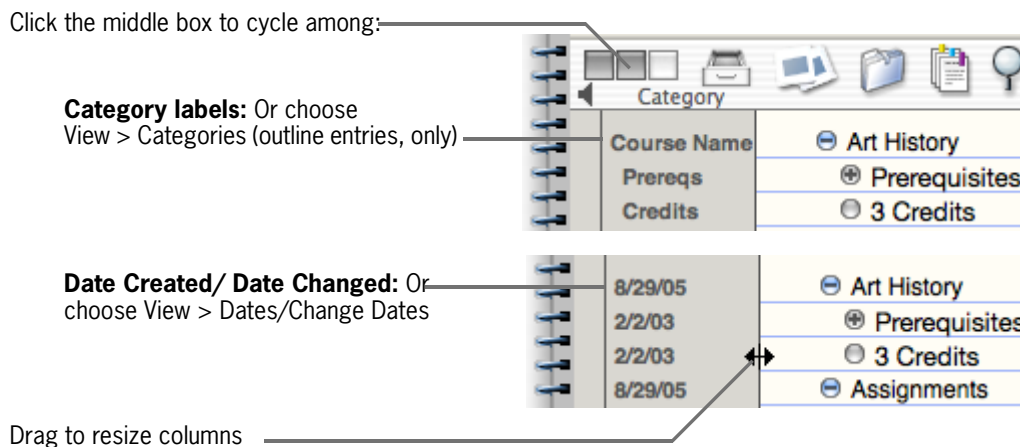 Click the middle box to cycle among:
Category
Category labels: Or choose
View > Categories (outline entries, only)
Course Name
Art History
Prereqs
Prerequisites
Credits
3 Credits
Date Created/ Date Changed: Or
choose View > Dates/Change Dates
8/29/05
Art History
2/2/03
Prerequisites
2/2/03
3 Credits
8/29/05
Assignments
Drag to resize columns